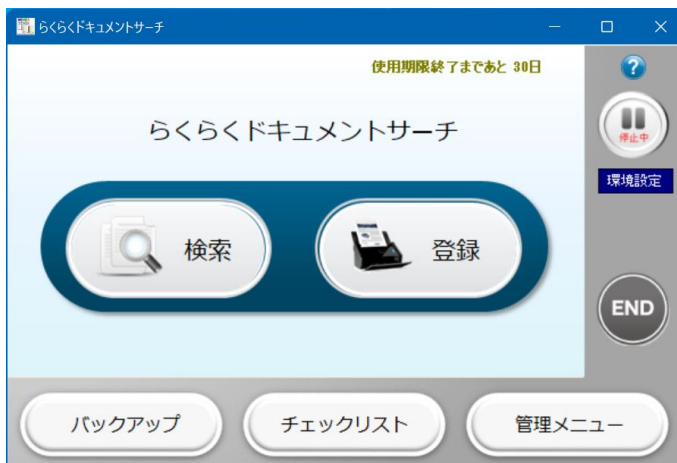 らくらくドキュメントサーチ
使用期限終了まであと 30日
?
らくらくドキュメントサーチ
停止中
環境設定
検索
登録
END
バックアップ
チェックリスト
管理メニュー